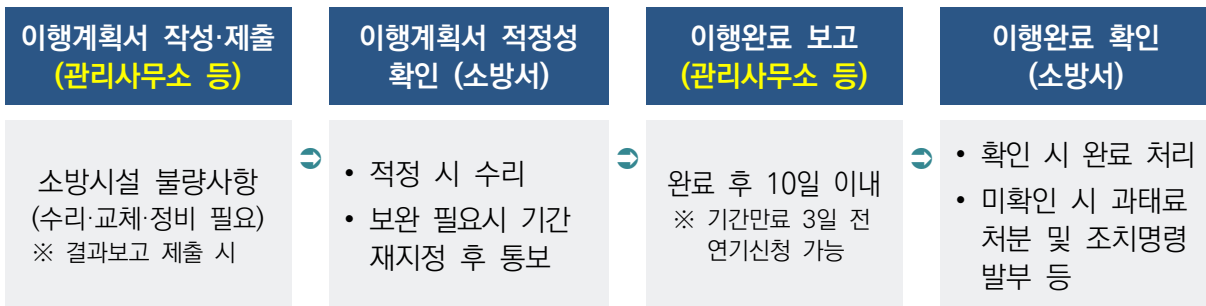 이행계획서 작성·제출
(관리사무소 등)
소방시설 불량사항
(수리·교체·정비 필요)
※ 결과보고 제출 시
이행계획서 적정성
확인 (소방서)
• 적정 시 수리
• 보완 필요시 기간
재지정 후 통보
이행완료 보고
(관리사무소 등)
완료 후 10일 이내
※ 기간만료 3일 전
연기신청 가능
이행완료 확인
(소방서)
• 확인 시 완료 처리
• 미확인 시 과태료
처분 및 조치명령
발부 등